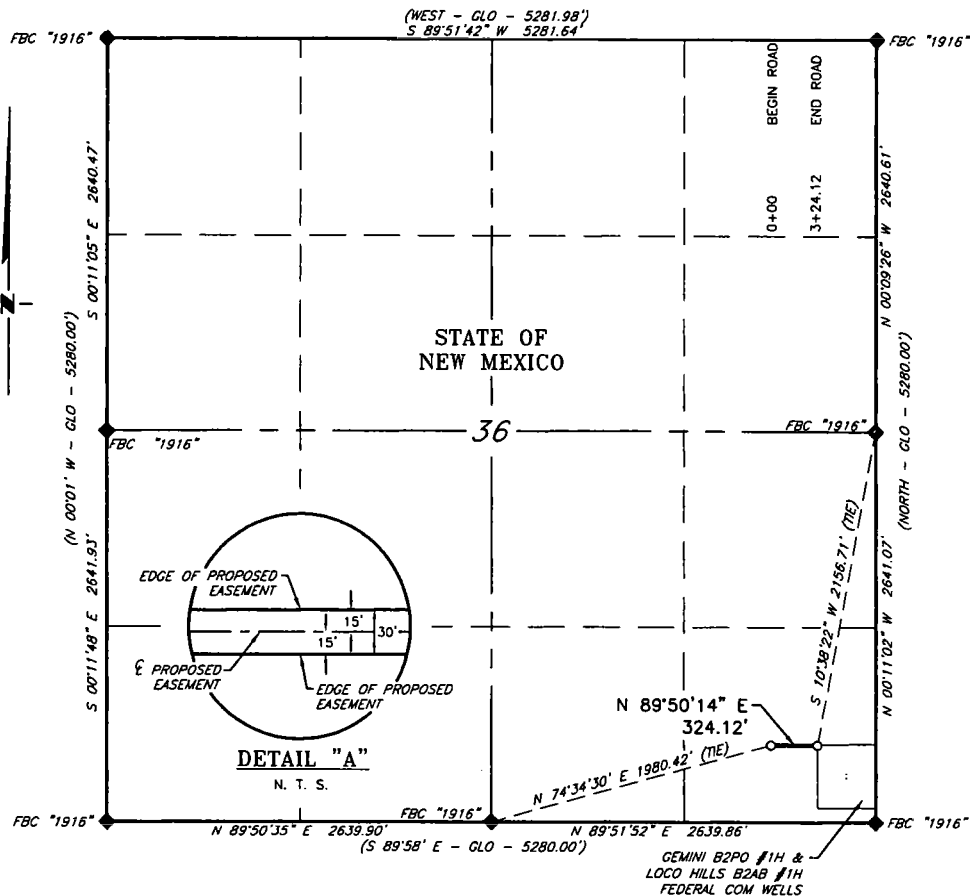 (WEST - GLO - 5281.98')
S 89°51'42" W 5281.64'
FBC "1916"
FBC "1916"
BEGIN ROAD
END ROAD
0+00
3+24.12
S 00°11'05" E 2640.47'
N 00°09'26" W 2640.61'
N
(N 00°01' W - GLO - 5280.00')
(NORTH - GLO - 5280.00')
STATE OF
NEW MEXICO
36
FBC "1916"
FBC "1916"
S 00°11'48" E 2641.93'
N 00°11'02" W 2641.07'
S 10°38'22" W 2156.71' (TIE)
EDGE OF PROPOSED
EASEMENT
15'
15'
30'
℄ PROPOSED
EASEMENT
EDGE OF PROPOSED
EASEMENT
DETAIL "A"
N. T. S.
N 89°50'14" E
324.12'
N 74°34'30' E 1980.42' (TIE)
FBC "1916"
FBC "1916"
FBC "1916"
N 89°50'35" E 2639.90'
N 89°51'52" E 2639.86'
(S 89°58' E - GLO - 5280.00')
GEMINI B2PO #1H &
LOCO HILLS B2AB #1H
FEDERAL COM WELLS